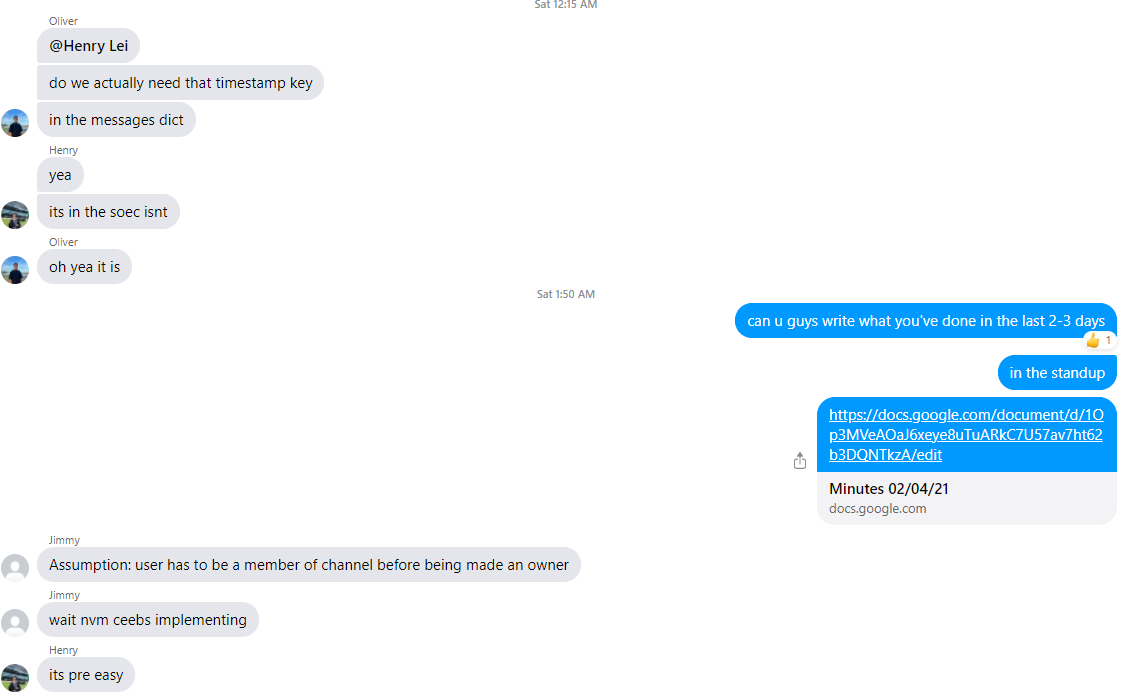 Sat 12:15 AM
Oliver
@Henry Lei
do we actually need that timestamp key
in the messages dict
Henry
yea
its in the soec isnt
Oliver
oh yea it is
Sat 1:50 AM
can u guys write what you've done in the last 2-3 days
1
in the standup
https://docs.google.com/document/d/1O
p3MVeAOaJ6xeye8uTuARkC7U57av7ht62
b3DQNTkzA/edit
Minutes 02/04/21
docs.google.com
Jimmy
Assumption: user has to be a member of channel before being made an owner
Jimmy
wait nvm ceebs implementing
Henry
its pre easy